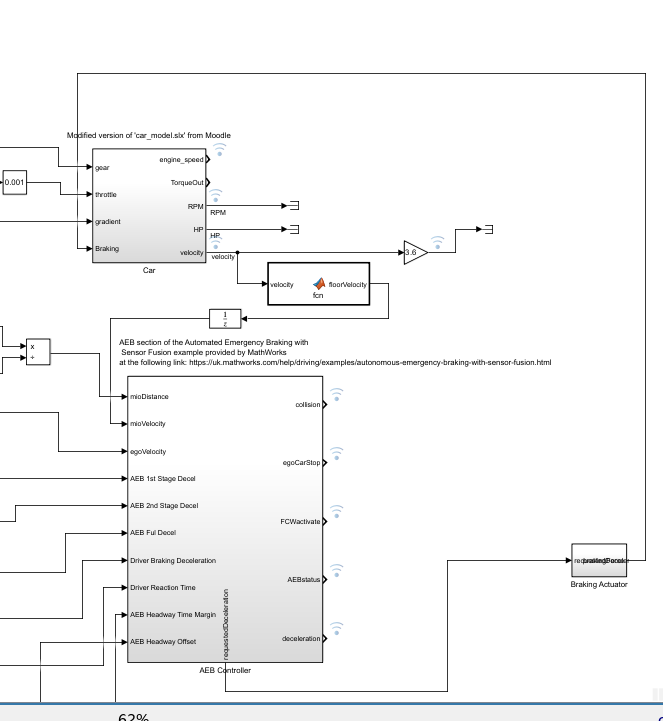 Modified version of 'car_model.slx' from Moodle
engine_speed
gear
TorqueOut
0.001
throttle
RPM
RPM
gradient
HP
HP
Braking
velocity
velocity
3.6
Car
velocity
floorVelocity
fcn
1
z
AEB section of the Automated Emergency Braking with
Sensor Fusion example provided by MathWorks
at the following link: https://uk.mathworks.com/help/driving/examples/autonomous-emergency-braking-with-sensor-fusion.html
x
÷
mioDistance
collision
mioVelocity
egoVelocity
egoCarStop
AEB 1st Stage Decel
AEB 2nd Stage Decel
FCWactivate
AEB Ful Decel
Driver Braking Deceleration
AEBstatus
Braking Actuator
Driver Reaction Time
AEB Headway Time Margin
requestedDeceleration
AEB Headway Offset
deceleration
AEB Controller
62%